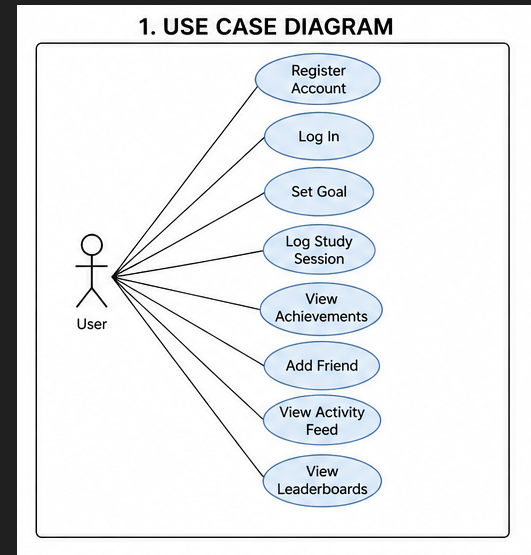 1. USE CASE DIAGRAM
Register
Account
Log In
Set Goal
Log Study
Session
View
Achievements
User
Add Friend
View Activity
Feed
View
Leaderboards